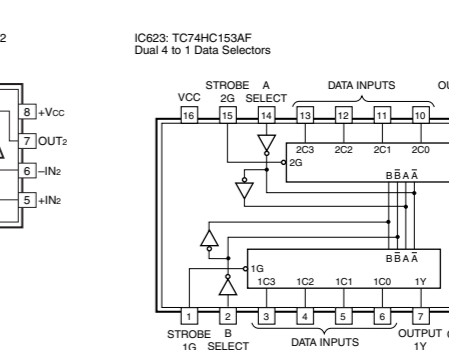 2
IC623: TC74HC153AF
Dual 4 to 1 Data Selectors
STROBE A DATA INPUTS
VCC 2G SELECT
16 15 14 13 12 11 10
2C3 2C2 2C1 2C0
2G
B B̅ A A̅
8 +VCC
7 OUT2
6 –IN2
5 +IN2
B B̅ A A̅
1G
1C3 1C2 1C1 1C0 1Y
1 2 3 4 5 6 7
STROBE B DATA INPUTS OUTPUT
1G SELECT 1Y